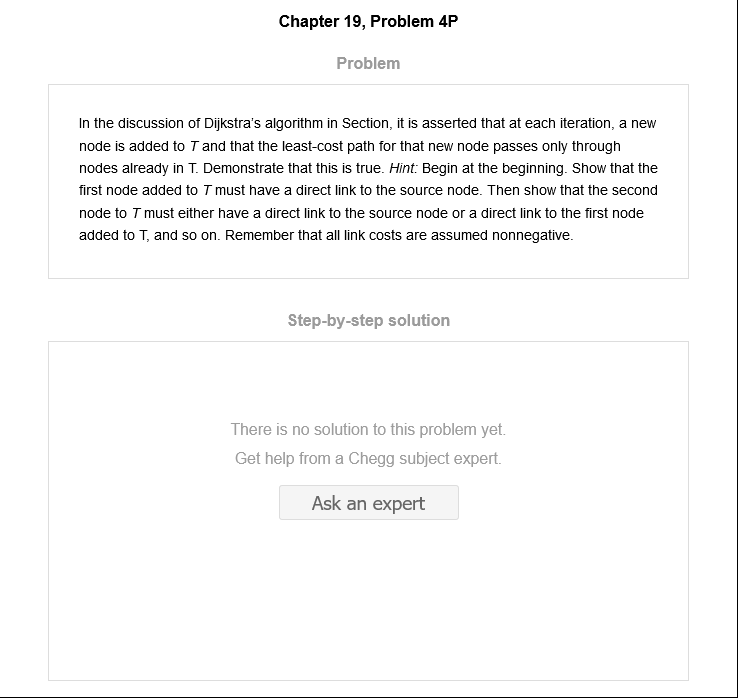 Chapter 19, Problem 4P
Problem
In the discussion of Dijkstra's algorithm in Section, it is asserted that at each iteration, a new
node is added to T and that the least-cost path for that new node passes only through
nodes already in T. Demonstrate that this is true. Hint: Begin at the beginning. Show that the
first node added to T must have a direct link to the source node. Then show that the second
node to T must either have a direct link to the source node or a direct link to the first node
added to T, and so on. Remember that all link costs are assumed nonnegative.
Step-by-step solution
There is no solution to this problem yet.
Get help from a Chegg subject expert.
Ask an expert